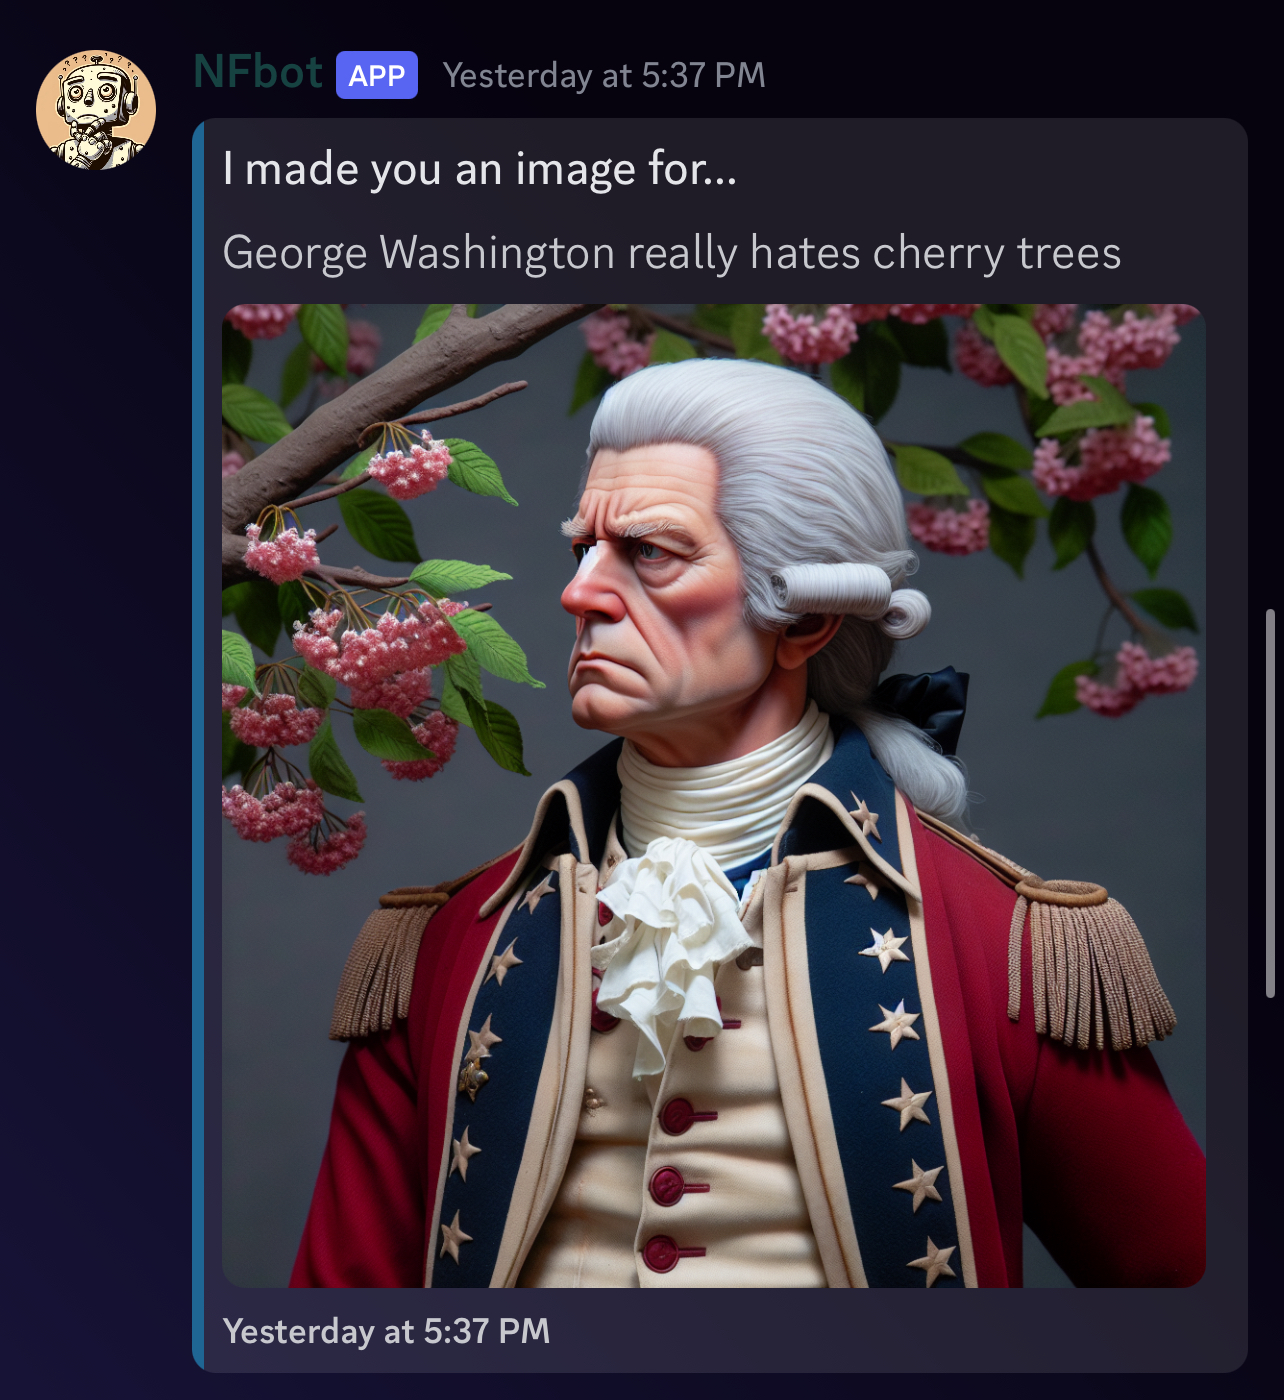 NFbot APP Yesterday at 5:37 PM
I made you an image for...
George Washington really hates cherry trees
Yesterday at 5:37 PM